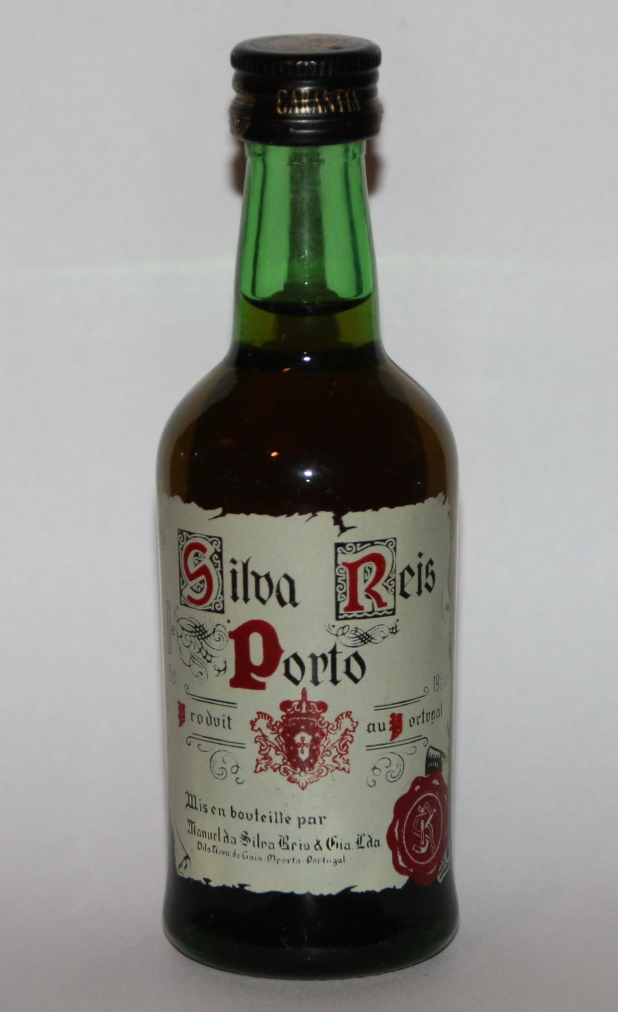 GARANTIA
Silva Reis
Porto
19
Produit au Portugal
Mis en bouteille par
Manuel da Silva Reis & Cia. Lda.
Vila Nova de Gaia-Oporto-Portugal
R